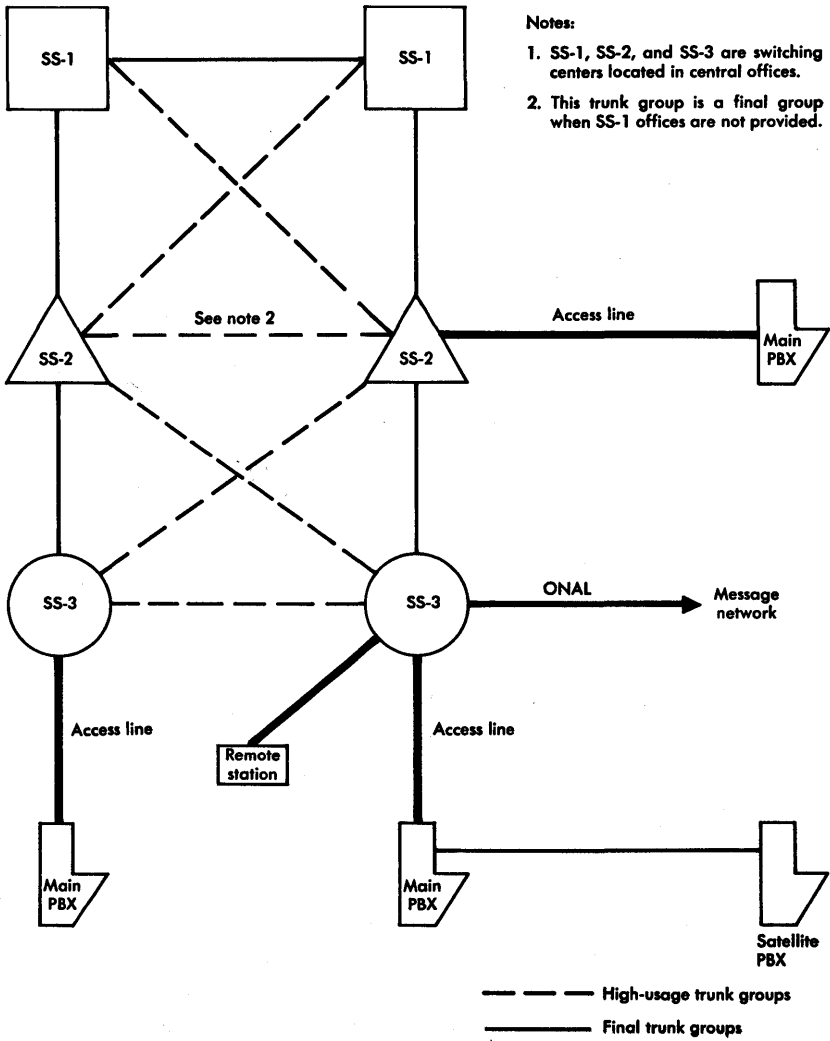 SS-1
SS-1
Notes:
1. SS-1, SS-2, and SS-3 are switching
centers located in central offices.
2. This trunk group is a final group
when SS-1 offices are not provided.
See note 2
Access line
SS-2
SS-2
Main
PBX
SS-3
SS-3
ONAL
Message
network
Access line
Access line
Remote
station
Main
PBX
Main
PBX
Satellite
PBX
High-usage trunk groups
Final trunk groups